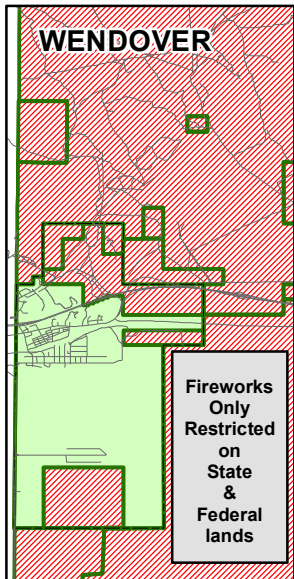 WENDOVER
Fireworks
Only
Restricted
on
State
&
Federal
lands